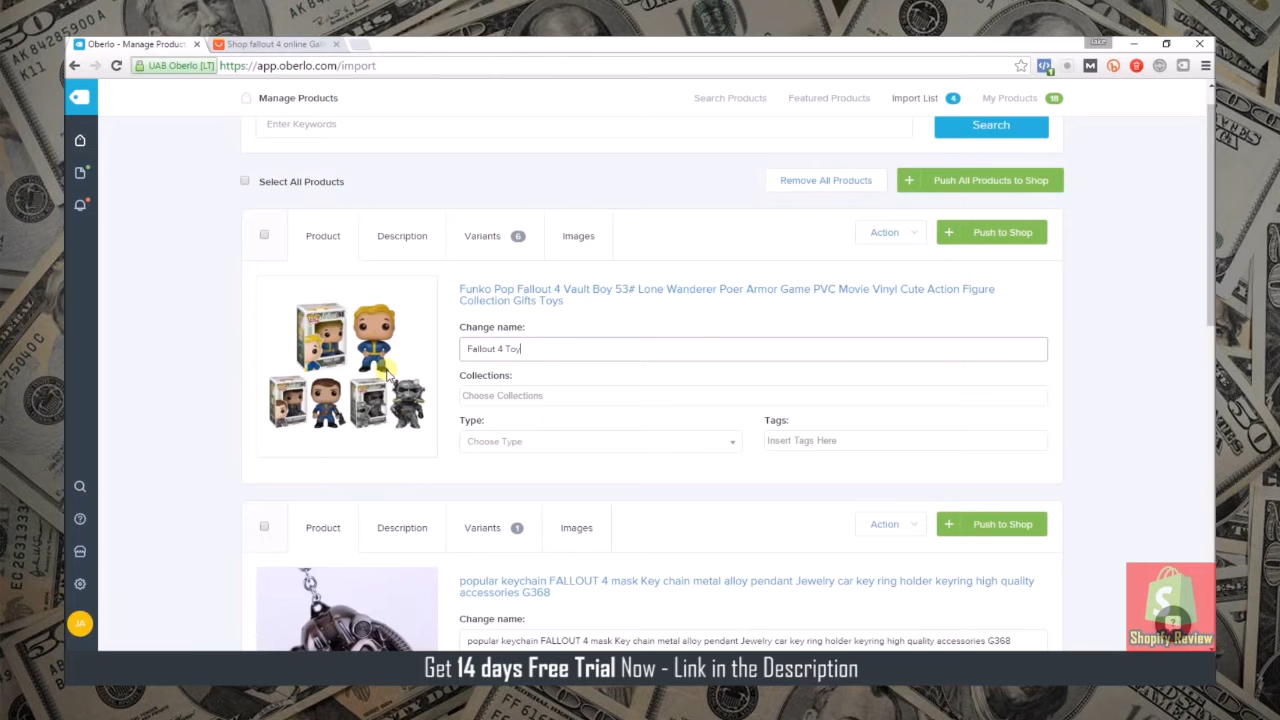 Oberlo - Manage Produc
Shop fallout 4 online Gall
UAB Oberlo [LT]
https://app.oberlo.com/import
Manage Products
Search Products
Featured Products
Import List 4
My Products 18
Enter Keywords
Search
Select All Products
Remove All Products
+ Push All Products to Shop
Product
Description
Variants 6
Images
Action
+ Push to Shop
Funko Pop Fallout 4 Vault Boy 53# Lone Wanderer Poer Armor Game PVC Movie Vinyl Cute Action Figure
Collection Gifts Toys
Change name:
Fallout 4 Toy
Collections:
Choose Collections
Type:
Tags:
Choose Type
Insert Tags Here
Product
Description
Variants 1
Images
Action
+ Push to Shop
popular keychain FALLOUT 4 mask Key chain metal alloy pendant Jewelry car key ring holder keyring high quality
accessories G368
Change name:
popular keychain FALLOUT 4 mask Key chain metal alloy pendant Jewelry car key ring holder keyring high quality accessories G368
JA
Shopify Review
Get 14 days Free Trial Now - Link in the Description